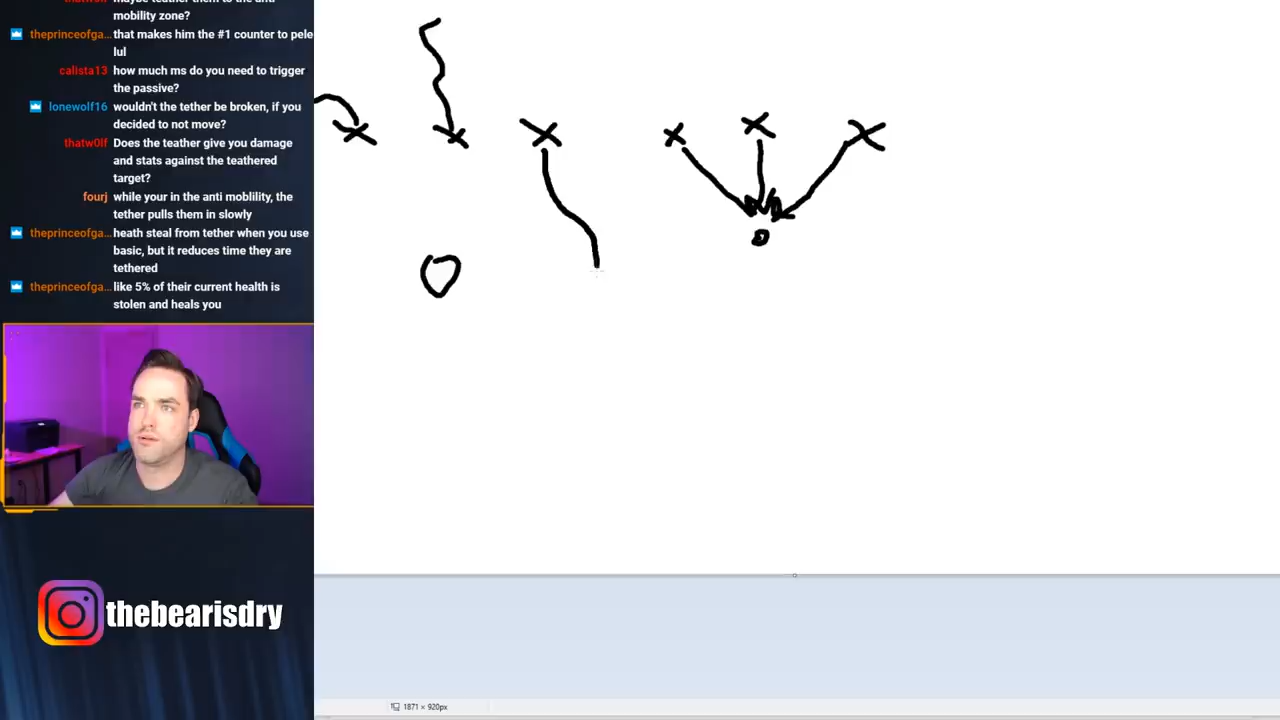 mobility zone?
theprinceofga... that makes him the #1 counter to pele
lul
calista13 how much ms do you need to trigger
the passive?
lonewolf16 wouldn't the tether be broken, if you
decided to not move?
thatw0lf Does the teather give you damage
and stats against the teathered
target?
fourj while your in the anti moblility, the
tether pulls them in slowly
theprinceofga... heath steal from tether when you use
basic, but it reduces time they are
tethered
theprinceofga... like 5% of their current health is
stolen and heals you
thebearisdry
1871 × 920px